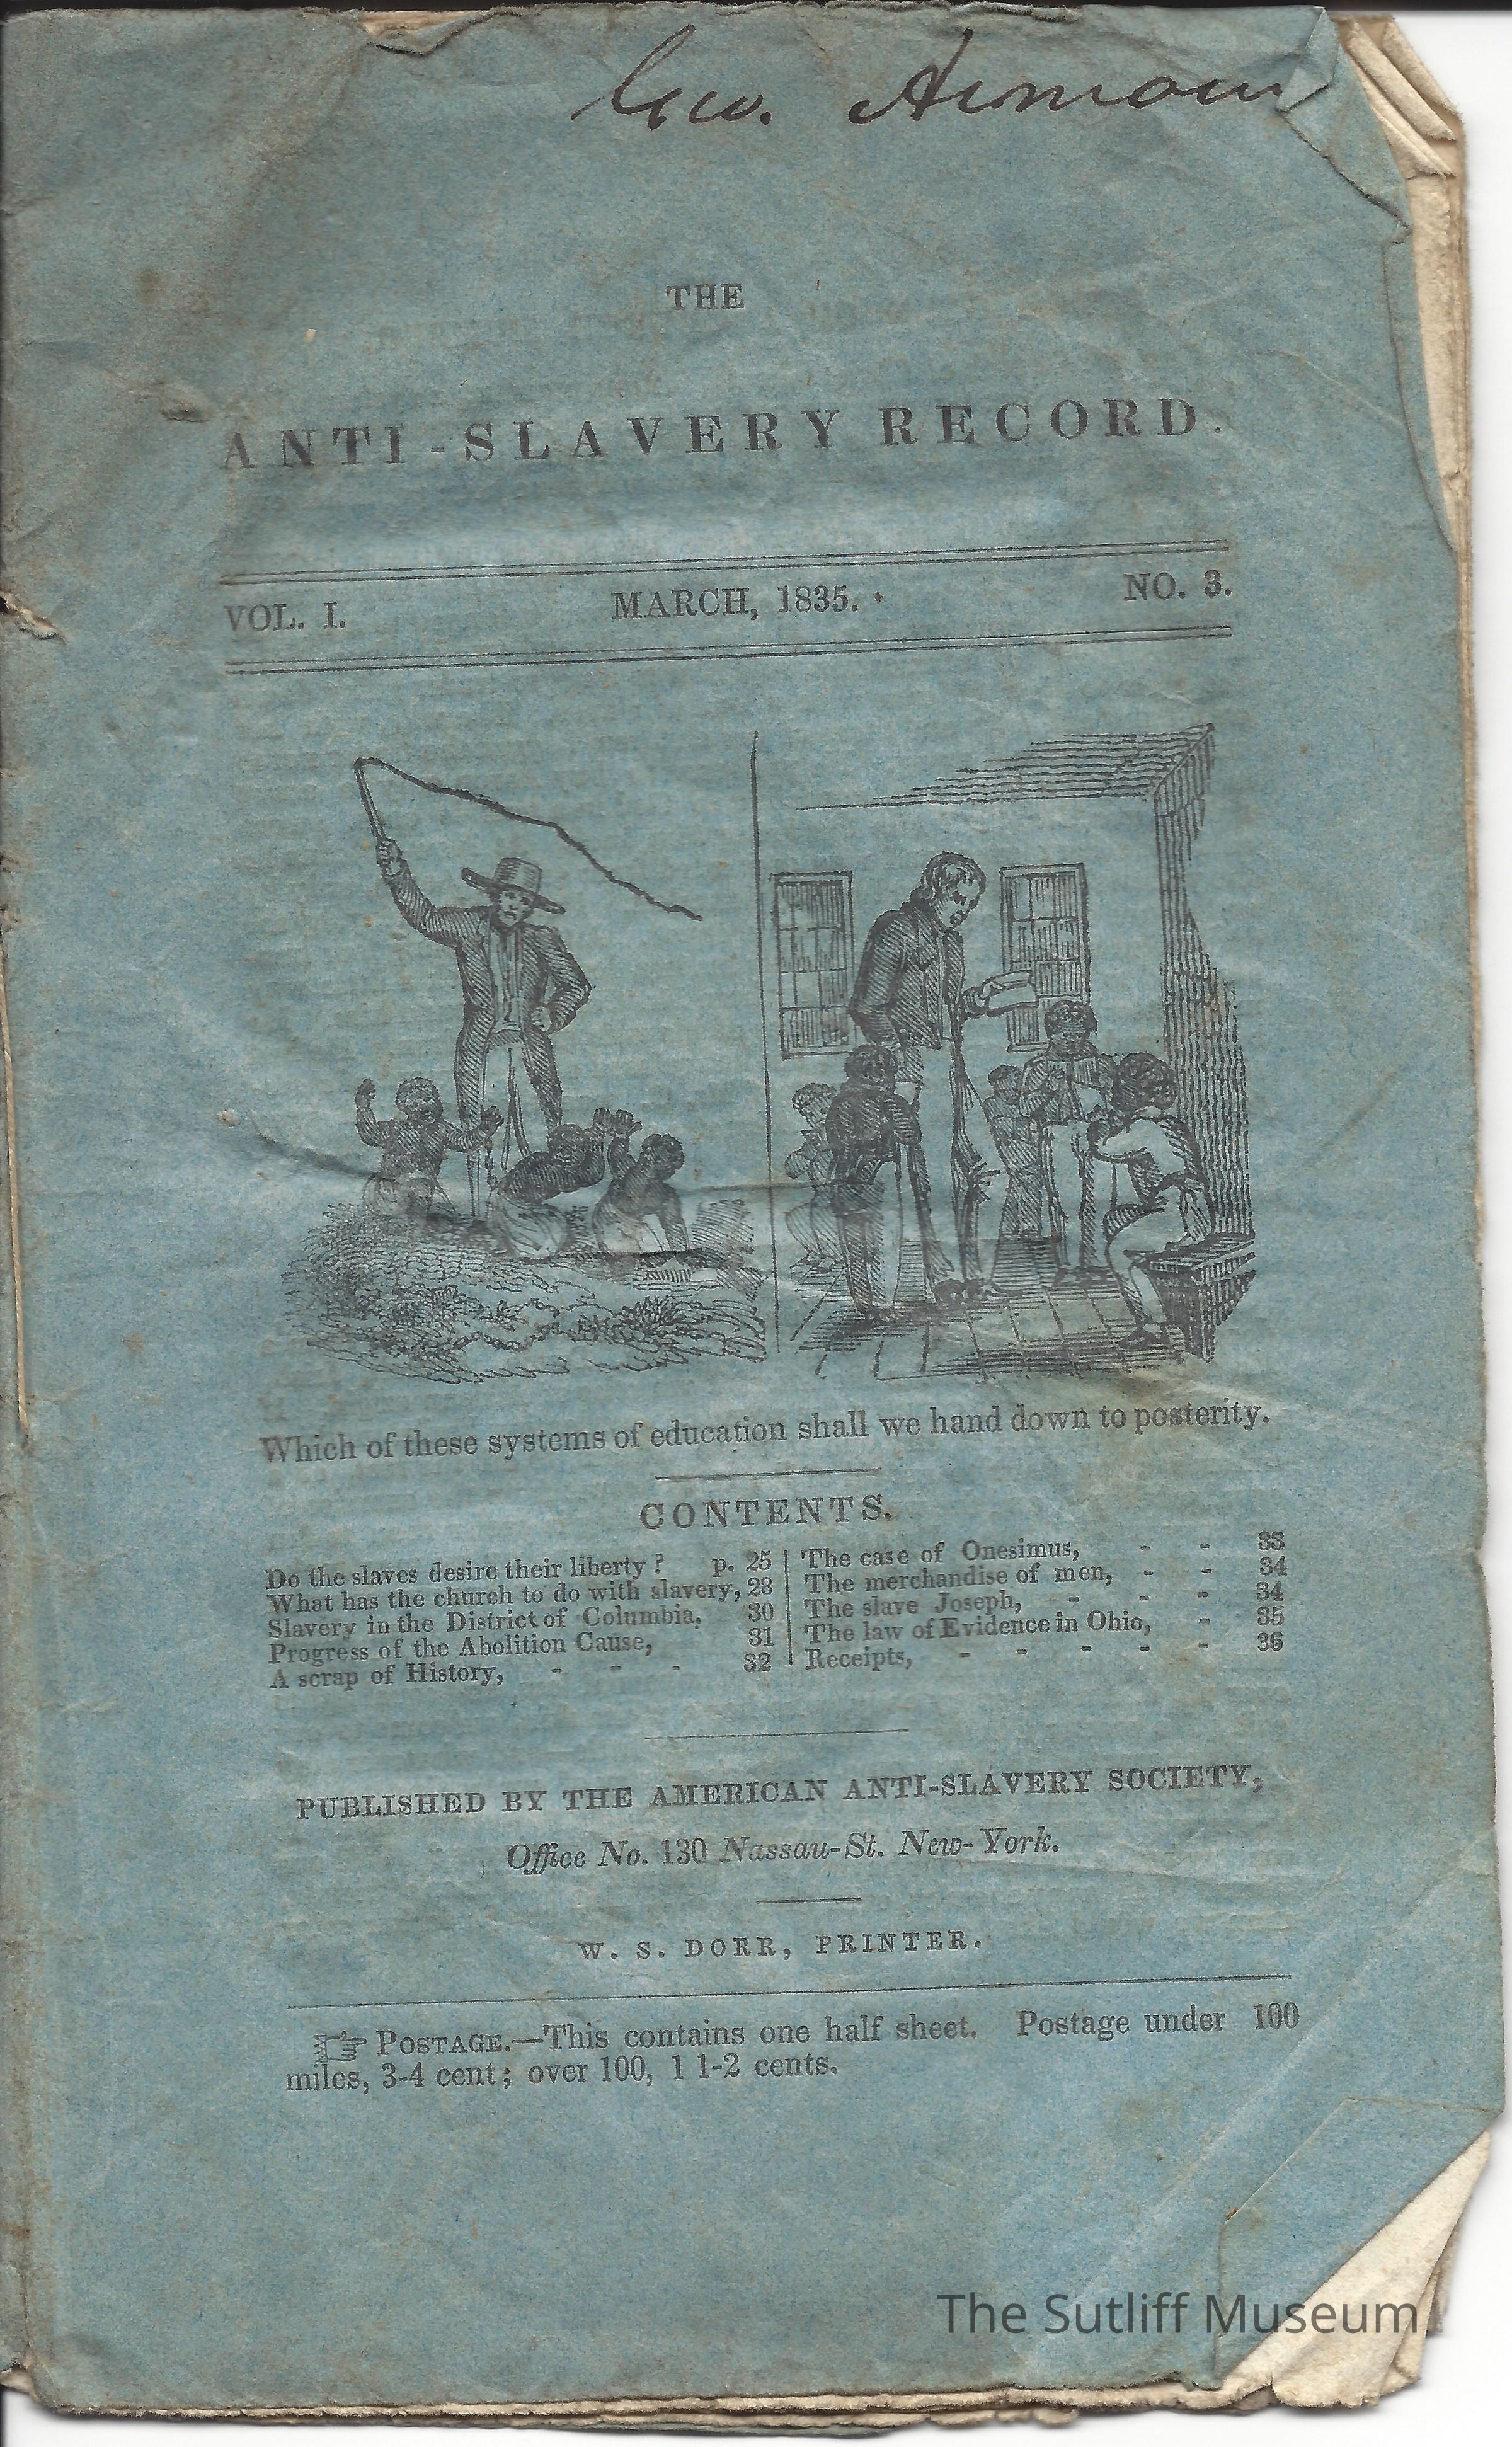 Geo. Armour
THE
ANTI-SLAVERY RECORD.
VOL. I. MARCH, 1835. NO. 3.
Which of these systems of education shall we hand down to posterity.
CONTENTS.
Do the slaves desire their liberty ? p. 25
What has the church to do with slavery, 28
Slavery in the District of Columbia, 30
Progress of the Abolition Cause, 31
A scrap of History, - - - 32
The case of Onesimus, - - 33
The merchandise of men, - - 34
The slave Joseph, - - - 34
The law of Evidence in Ohio, - 35
Receipts, - - - - - 36
PUBLISHED BY THE AMERICAN ANTI-SLAVERY SOCIETY,
Office No. 130 Nassau-St. New-York.
W. S. DORR, PRINTER.
☞ POSTAGE.—This contains one half sheet. Postage under 100
miles, 3-4 cent; over 100, 1 1-2 cents.
The Sutliff Museum